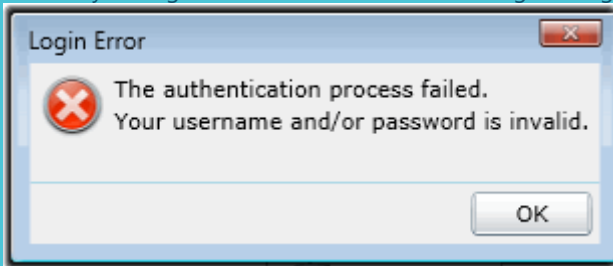 Login Error
The authentication process failed.
Your username and/or password is invalid.
OK